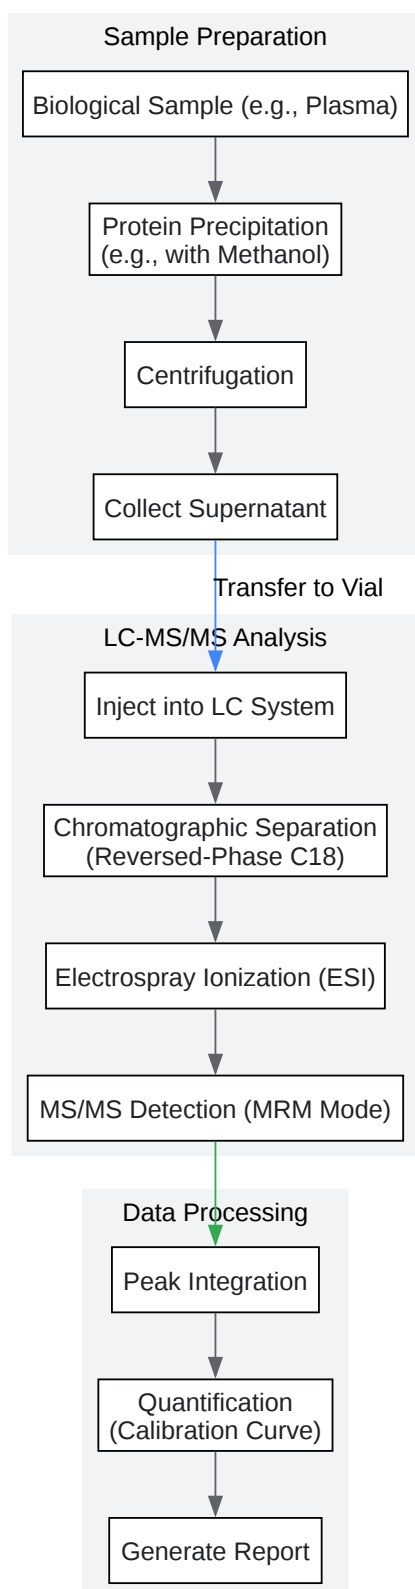 Sample Preparation
Biological Sample (e.g., Plasma)
Protein Precipitation
(e.g., with Methanol)
Centrifugation
Collect Supernatant
Transfer to Vial
LC-MS/MS Analysis
Inject into LC System
Chromatographic Separation
(Reversed-Phase C18)
Electrospray Ionization (ESI)
MS/MS Detection (MRM Mode)
Data Processing
Peak Integration
Quantification
(Calibration Curve)
Generate Report